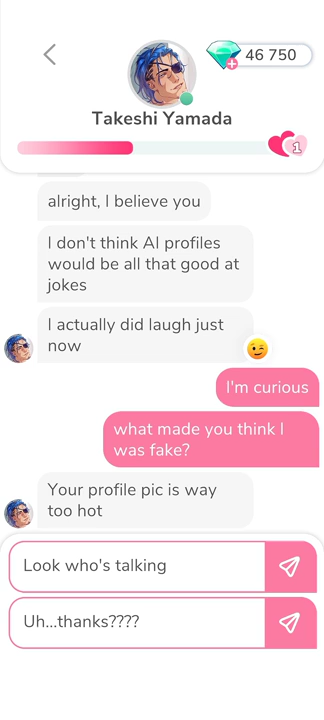 46 750
Takeshi Yamada
1
alright, I believe you
I don't think AI profiles
would be all that good at
jokes
I actually did laugh just
now
I'm curious
what made you think I
was fake?
Your profile pic is way
too hot
Look who's talking
Uh...thanks????